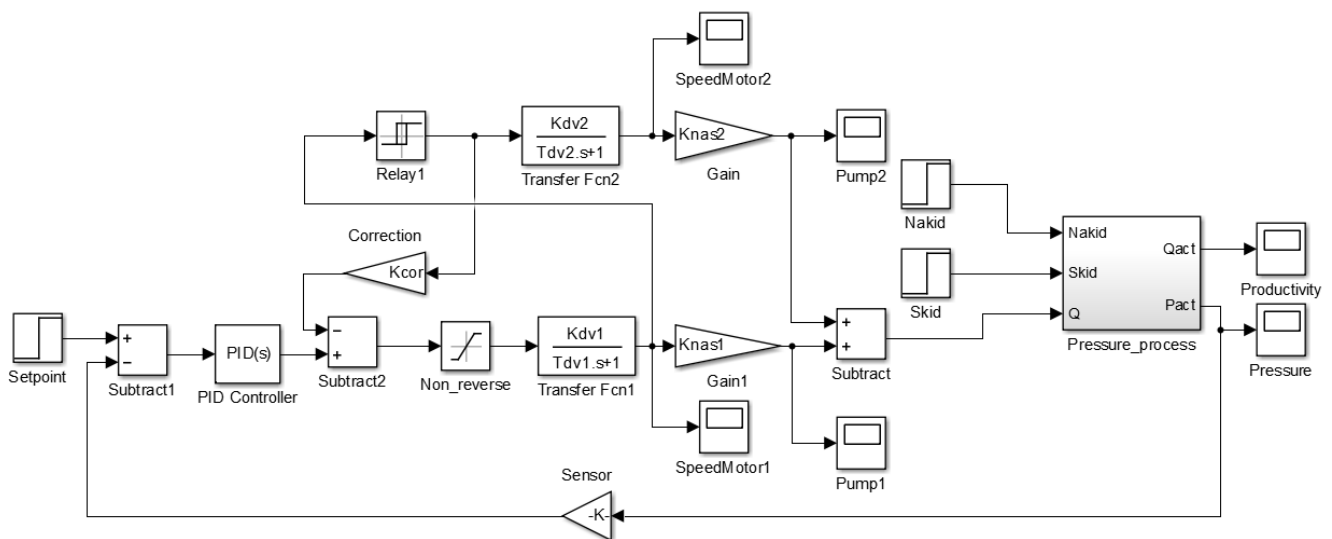 SpeedMotor2
Relay1
Kdv2
Tdv2.s+1
Transfer Fcn2
Knas2
Gain
Pump2
Nakid
Skid
Correction
Kcor
Setpoint
+
−
Subtract1
PID(s)
PID Controller
−
+
Subtract2
Non_reverse
Kdv1
Tdv1.s+1
Transfer Fcn1
Knas1
Gain1
SpeedMotor1
Pump1
+
+
Subtract
Nakid
Skid
Q
Qact
Pact
Pressure_process
Productivity
Pressure
Sensor
-K-